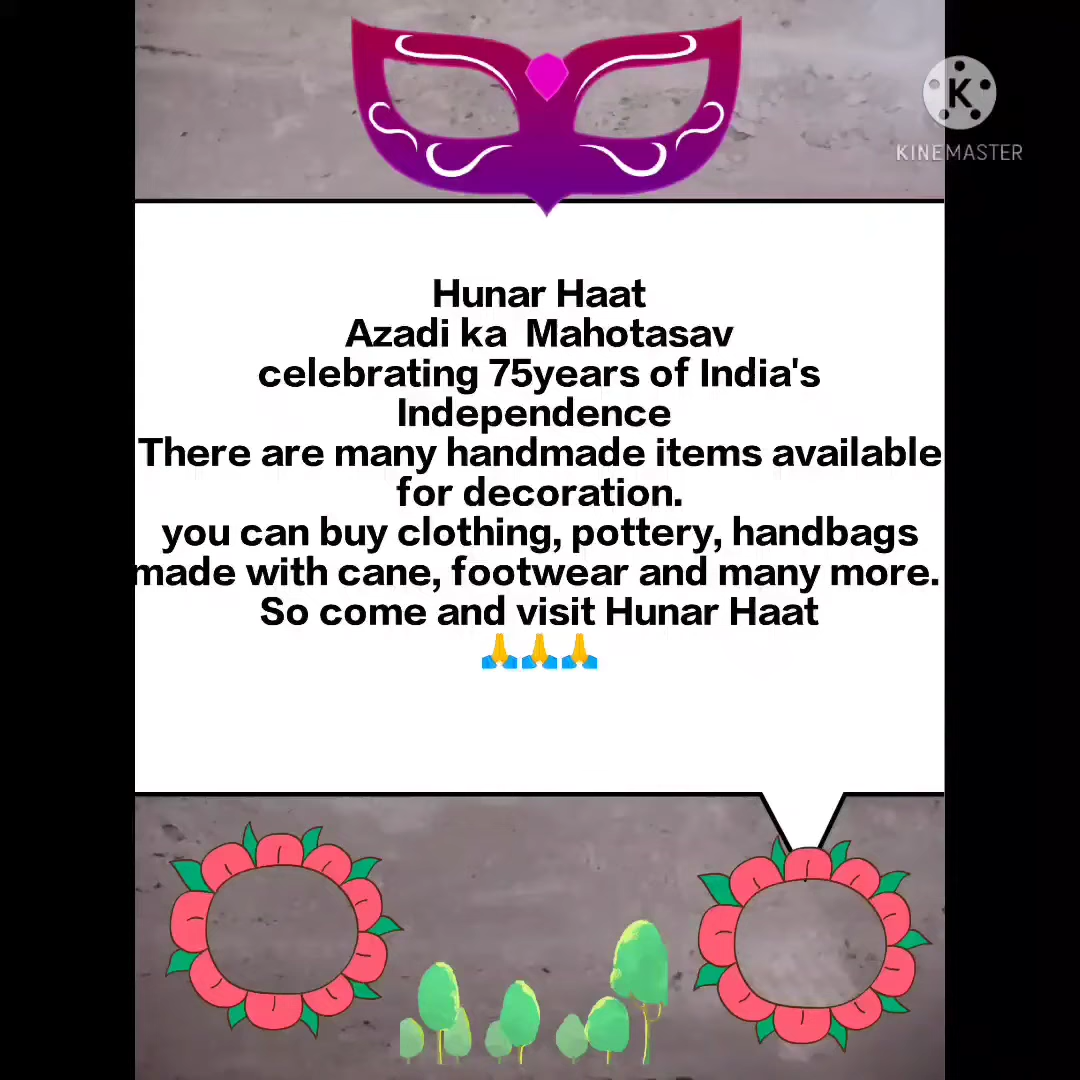 K
KINEMASTER
Hunar Haat
Azadi ka  Mahotasav
celebrating 75years of India's
Independence
There are many handmade items available
for decoration.
you can buy clothing, pottery, handbags
made with cane, footwear and many more.
So come and visit Hunar Haat
🙏🙏🙏